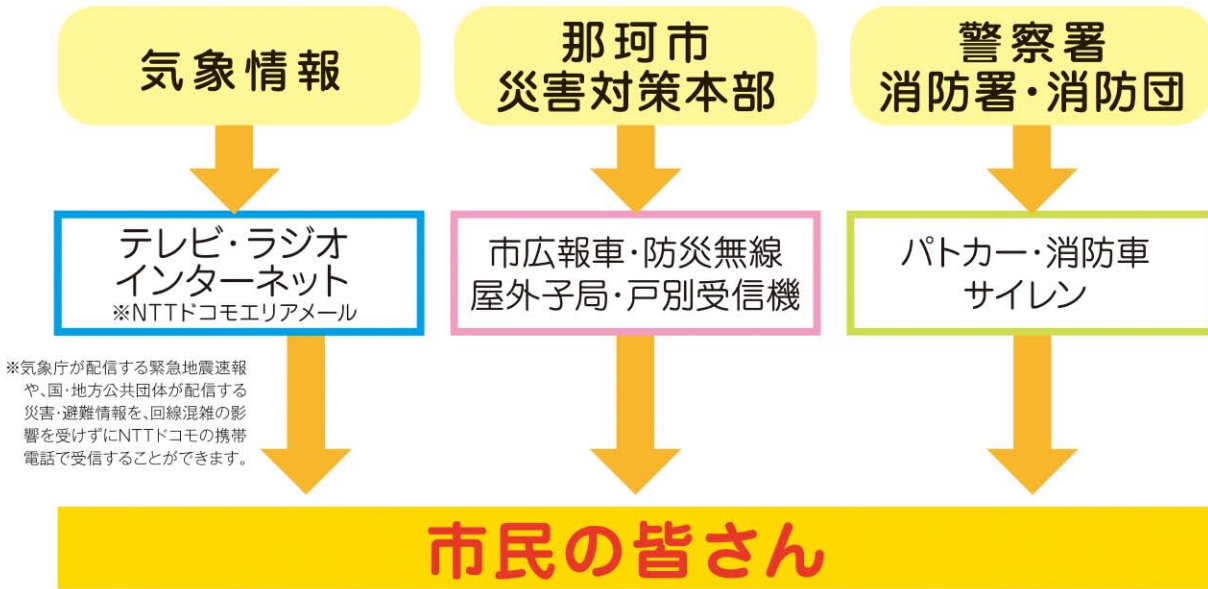 気象情報
那珂市
災害対策本部
警察署
消防署・消防団
テレビ・ラジオ
インターネット
※NTTドコモエリアメール
市広報車・防災無線
屋外子局・戸別受信機
パトカー・消防車
サイレン
※気象庁が配信する緊急地震速報
や、国・地方公共団体が配信する
災害・避難情報を、回線混雑の影
響を受けずにNTTドコモの携帯
電話で受信することができます。
市民の皆さん